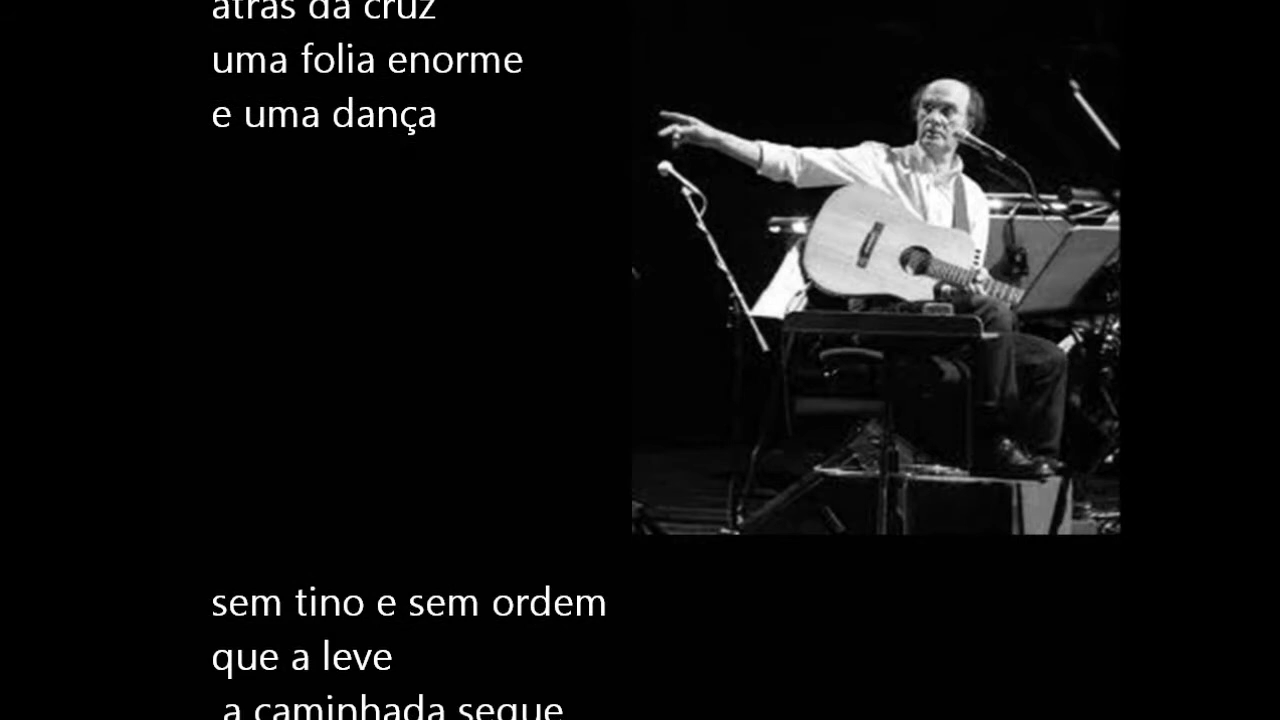 atrás da cruz
uma folia enorme
e uma dança
sem tino e sem ordem
que a leve
a caminhada segue